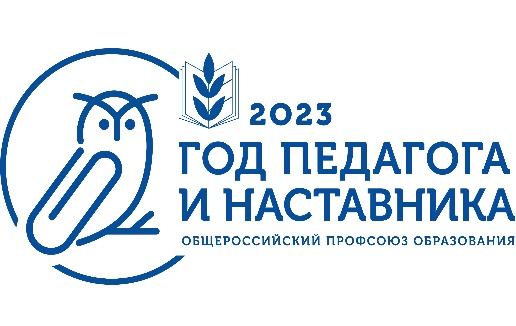 2023
ГОД ПЕДАГОГА
И НАСТАВНИКА
ОБЩЕРОССИЙСКИЙ ПРОФСОЮЗ ОБРАЗОВАНИЯ